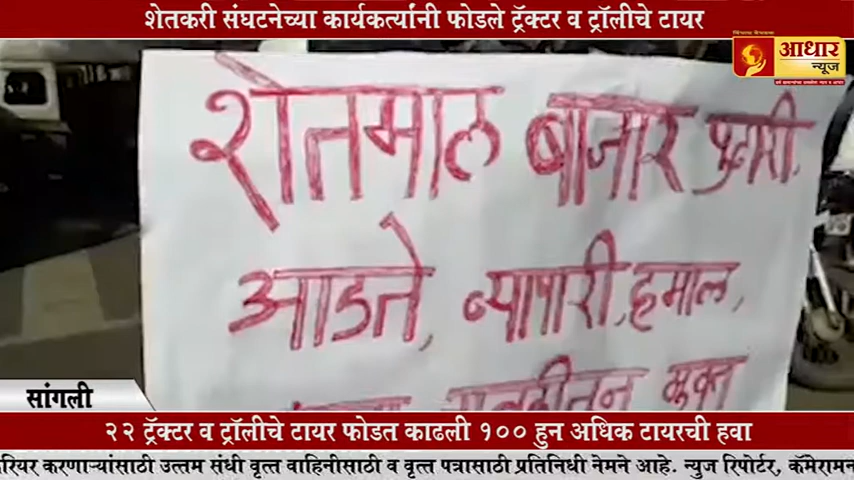 शेतकरी संघटनेच्या कार्यकर्त्यांनी फोडले ट्रॅक्टर व ट्रॉलीचे टायर
आधार
न्यूज
शेतमाल बाजार पुढारी,
आडते, व्यापारी, हमाल,
मुक्त
सांगली
२२ ट्रॅक्टर व ट्रॉलीचे टायर फोडत काढली १०० हुन अधिक टायरची हवा
रियर करणाऱ्यांसाठी उत्तम संधी वृत्त वाहिनीसाठी व वृत्त पत्रासाठी प्रतिनिधी नेमने आहे. न्युज रिपोर्टर, कॅमेरामन